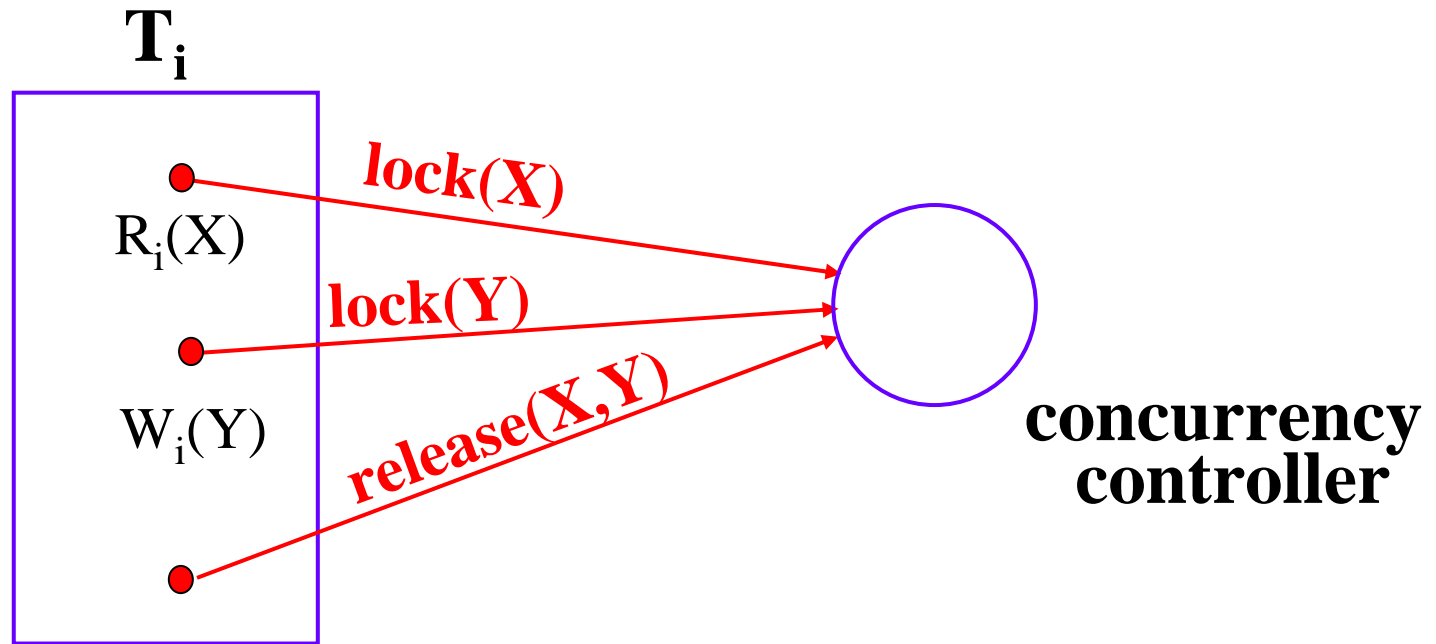 Tᵢ
lock(X)
Rᵢ(X)
lock(Y)
Wᵢ(Y)
release(X,Y)
concurrency
controller